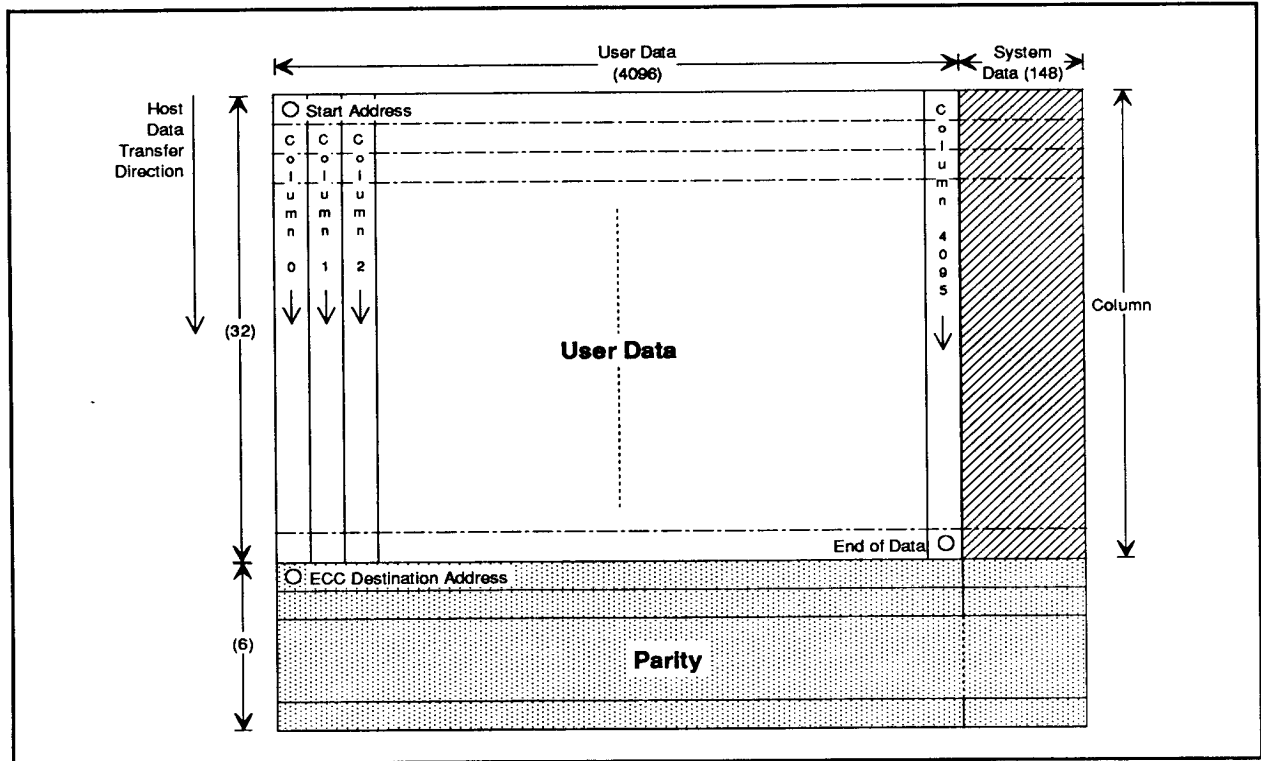 User Data
(4096)
System
Data (148)
Host
Data
Transfer
Direction
Start Address
Column 0
Column 1
Column 2
Column 4095
(32)
User Data
Column
End of Data
ECC Destination Address
(6)
Parity